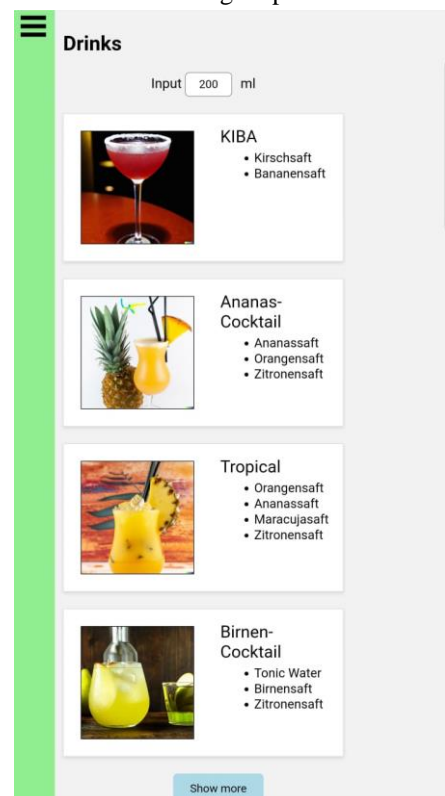 Drinks
Input 200 ml
KIBA
• Kirschsaft
• Bananensaft
Ananas-
Cocktail
• Ananassaft
• Orangensaft
• Zitronensaft
Tropical
• Orangensaft
• Ananassaft
• Maracujasaft
• Zitronensaft
Birnen-
Cocktail
• Tonic Water
• Birnensaft
• Zitronensaft
Show more